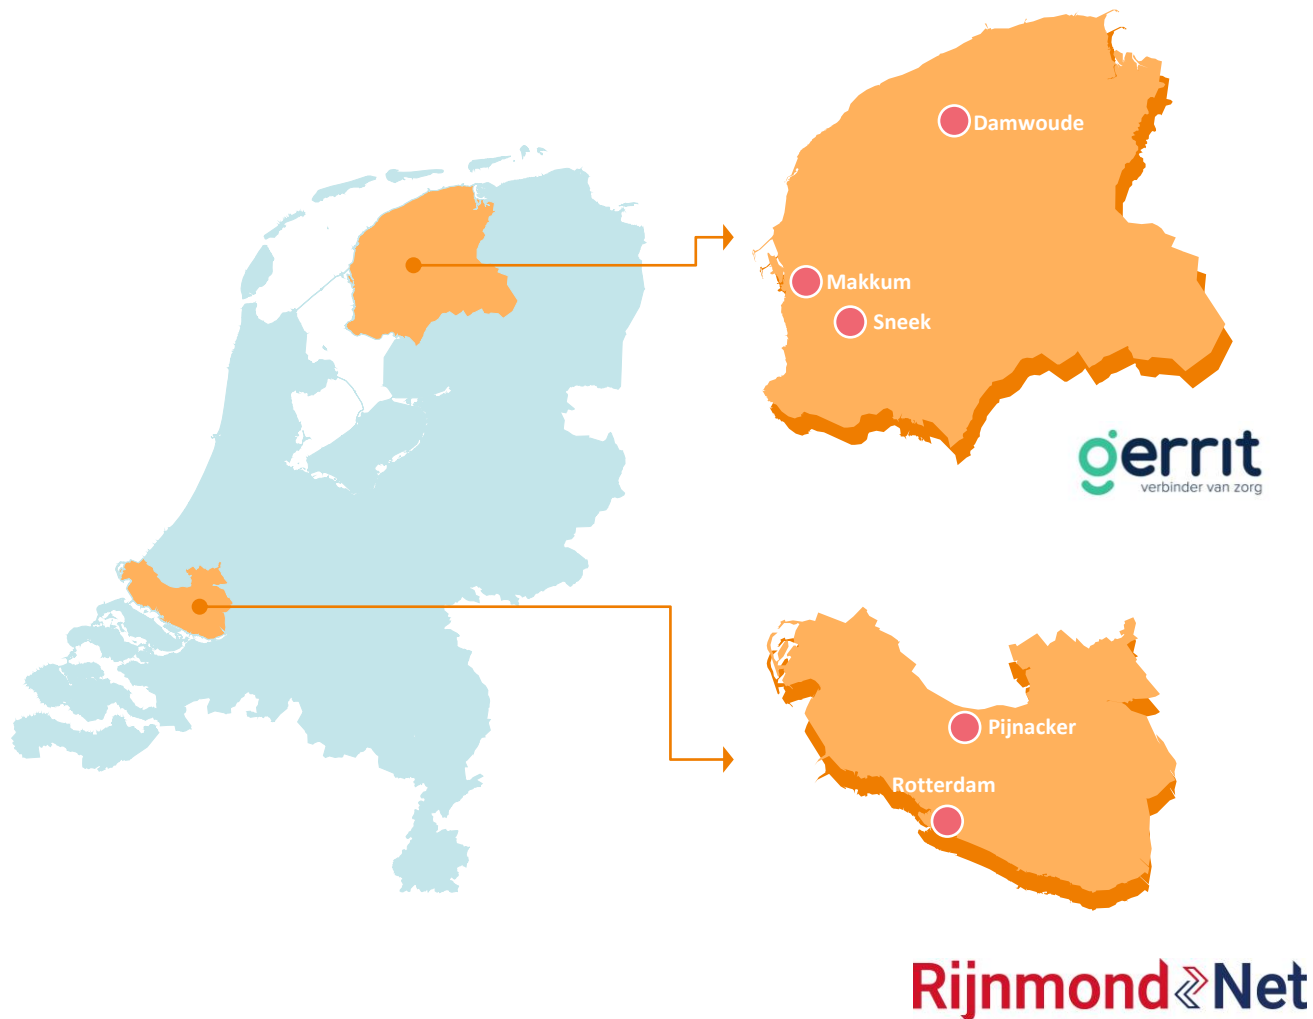 Damwoude
Makkum
Sneek
gerrit
verbinder van zorg
Pijnacker
Rotterdam
Rijnmond Net